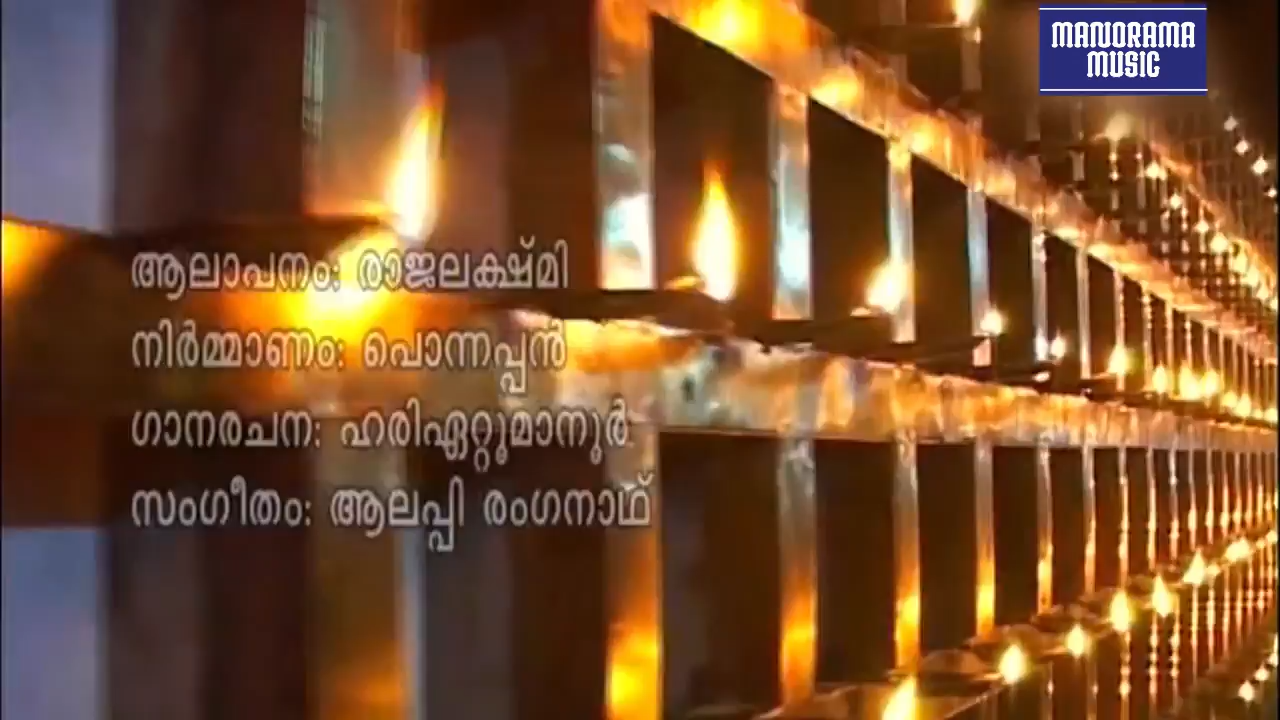 MANORAMA
MUSIC
ആലാപനം: രാജലക്ഷ്മി
നിർമ്മാണം: പൊന്നപ്പൻ
ഗാനരചന: ഹരിഏറ്റൂമാനൂർ
സംഗീതം: ആലപ്പി രംഗനാഥ്